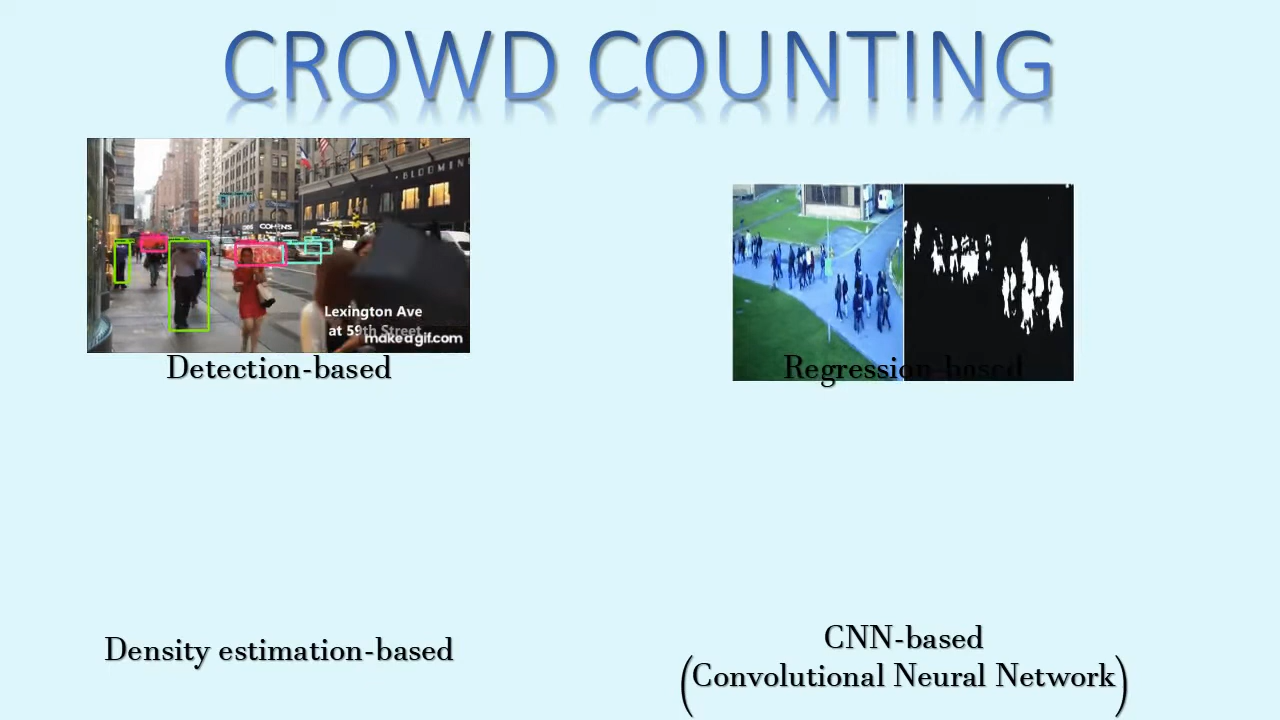 CROWD COUNTING
BLOOMIN
Lexington Ave
at 59th Street
makeagif.com
Detection-based
Regression-based
Density estimation-based
CNN-based
(Convolutional Neural Network)